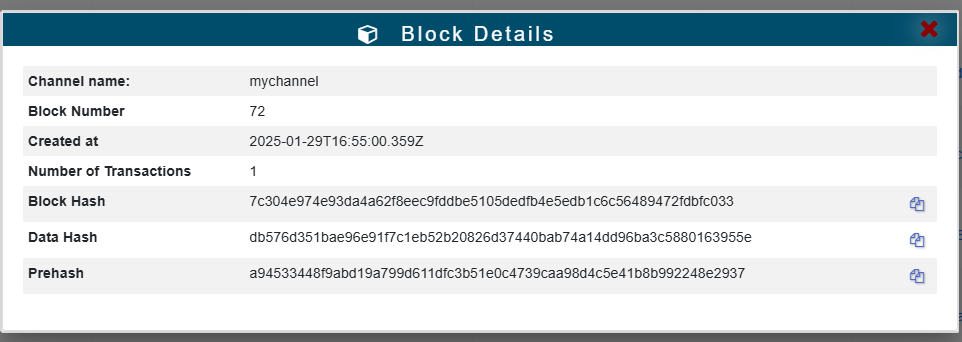 Block Details
Channel name: mychannel
Block Number 72
Created at 2025-01-29T16:55:00.359Z
Number of Transactions 1
Block Hash 7c304e974e93da4a62f8eec9fddbe5105dedfb4e5edb1c6c56489472fdbfc033
Data Hash db576d351bae96e91f7c1eb52b20826d37440bab74a14dd96ba3c5880163955e
Prehash a94533448f9abd19a799d611dfc3b51e0c4739caa98d4c5e41b8b992248e2937